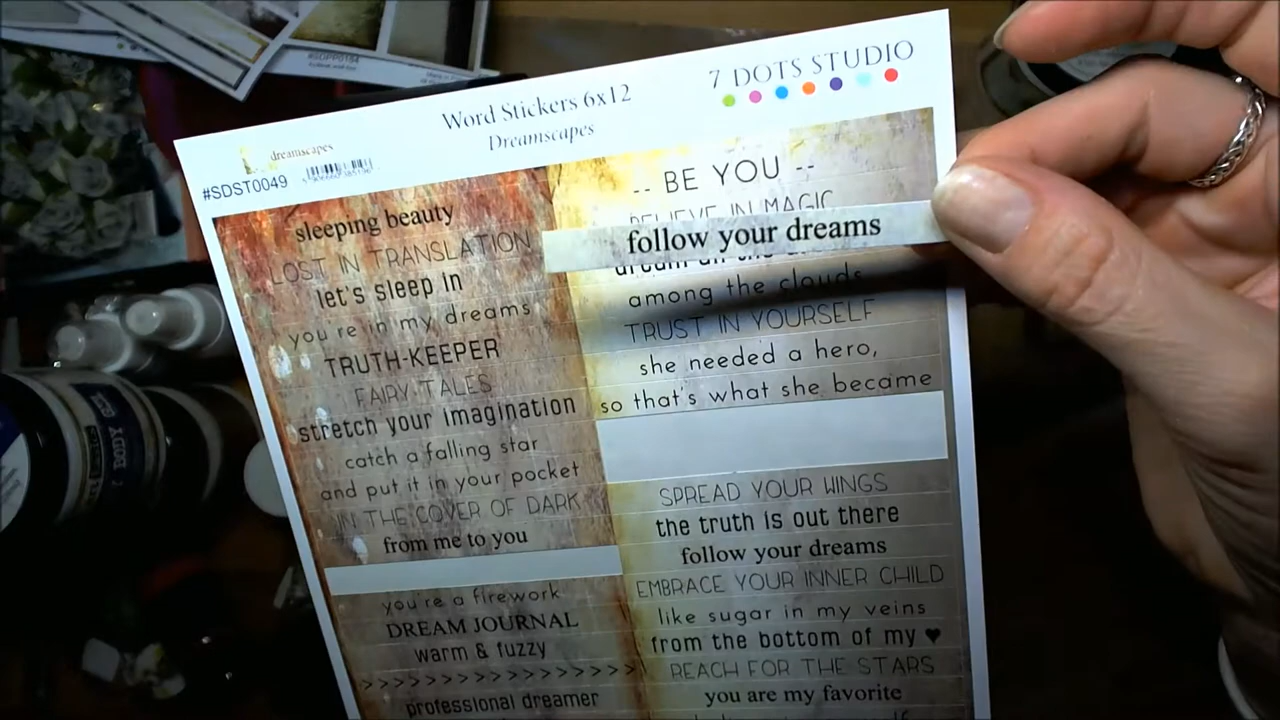 Word Stickers 6x12
Dreamscapes
7 DOTS STUDIO
dreamscapes
#SDST0049
sleeping beauty
LOST IN TRANSLATION
let's sleep in
you're in my dreams
TRUTH-KEEPER
FAIRY TALES
stretch your imagination
catch a falling star
and put it in your pocket
IN THE COVER OF DARK
from me to you
you're a firework
DREAM JOURNAL
warm & fuzzy
>>>>>>>>>>>>>>>>
professional dreamer
-- BE YOU --
BELIEVE IN MAGIC
follow your dreams
among the clouds
TRUST IN YOURSELF
she needed a hero,
so that's what she became
SPREAD YOUR WINGS
the truth is out there
follow your dreams
EMBRACE YOUR INNER CHILD
like sugar in my veins
from the bottom of my ♥
REACH FOR THE STARS
you are my favorite